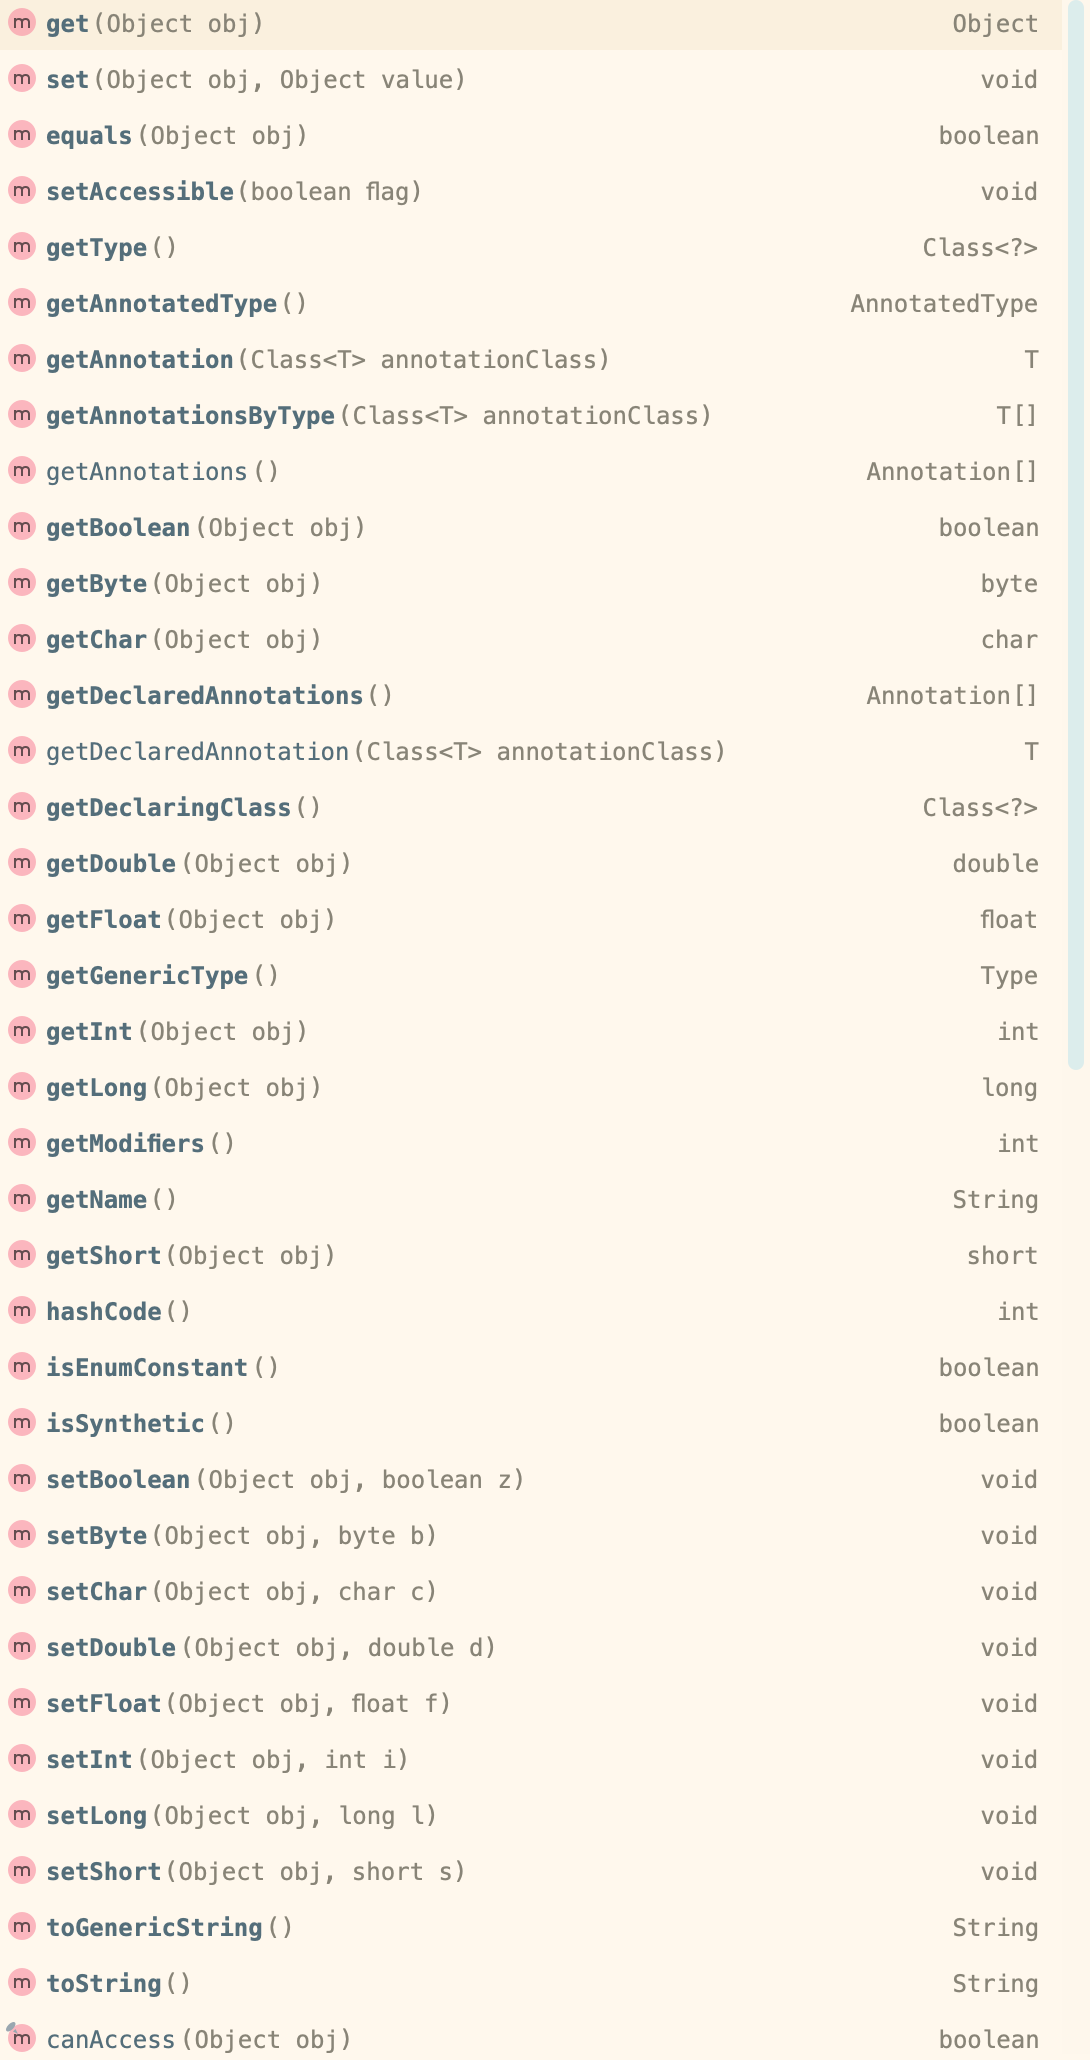 m get(Object obj) Object
m set(Object obj, Object value) void
m equals(Object obj) boolean
m setAccessible(boolean flag) void
m getType() Class<?>
m getAnnotatedType() AnnotatedType
m getAnnotation(Class<T> annotationClass) T
m getAnnotationsByType(Class<T> annotationClass) T[]
m getAnnotations() Annotation[]
m getBoolean(Object obj) boolean
m getByte(Object obj) byte
m getChar(Object obj) char
m getDeclaredAnnotations() Annotation[]
m getDeclaredAnnotation(Class<T> annotationClass) T
m getDeclaringClass() Class<?>
m getDouble(Object obj) double
m getFloat(Object obj) float
m getGenericType() Type
m getInt(Object obj) int
m getLong(Object obj) long
m getModifiers() int
m getName() String
m getShort(Object obj) short
m hashCode() int
m isEnumConstant() boolean
m isSynthetic() boolean
m setBoolean(Object obj, boolean z) void
m setByte(Object obj, byte b) void
m setChar(Object obj, char c) void
m setDouble(Object obj, double d) void
m setFloat(Object obj, float f) void
m setInt(Object obj, int i) void
m setLong(Object obj, long l) void
m setShort(Object obj, short s) void
m toGenericString() String
m toString() String
m canAccess(Object obj) boolean